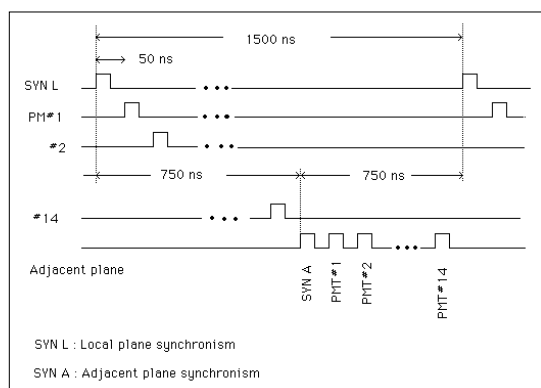 1500 ns
50 ns
SYN L
PM#1
#2
750 ns 750 ns
#14
Adjacent plane
SYN A
PMT#1
PMT#2
PMT#14
SYN L : Local plane synchronism
SYN A : Adjacent plane synchronism